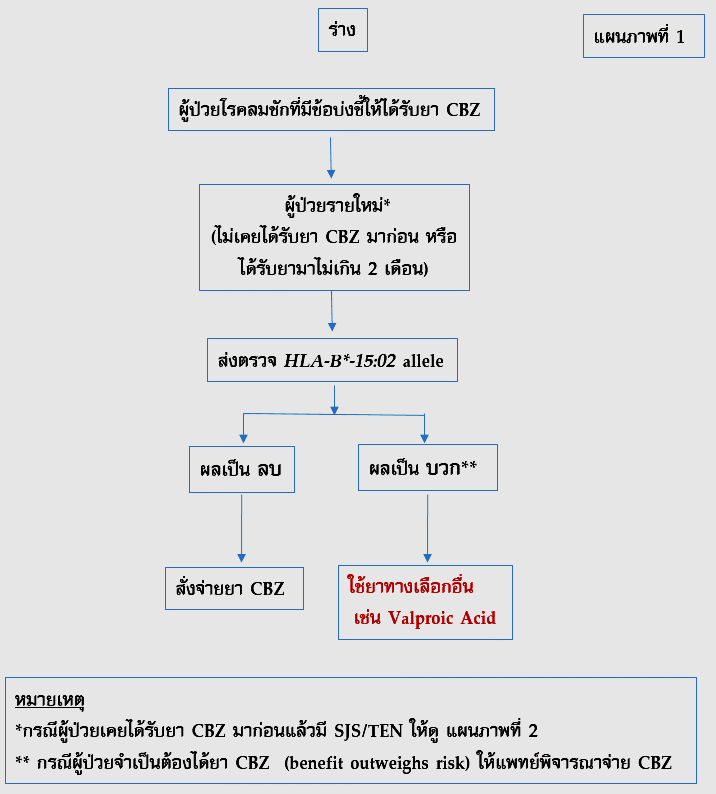 ร่าง
แผนภาพที่ 1
ผู้ป่วยโรคลมชักที่มีข้อบ่งชี้ให้ได้รับยา CBZ
ผู้ป่วยรายใหม่*
(ไม่เคยได้รับยา CBZ มาก่อน หรือ
ได้รับยามาไม่เกิน 2 เดือน)
ส่งตรวจ HLA-B*-15:02 allele
ผลเป็น ลบ
ผลเป็น บวก**
สั่งจ่ายยา CBZ
ใช้ยาทางเลือกอื่น
เช่น Valproic Acid
หมายเหตุ
*กรณีผู้ป่วยเคยได้รับยา CBZ มาก่อนแล้วมี SJS/TEN ให้ดู แผนภาพที่ 2
** กรณีผู้ป่วยจำเป็นต้องได้ยา CBZ (benefit outweighs risk) ให้แพทย์พิจารณาจ่าย CBZ